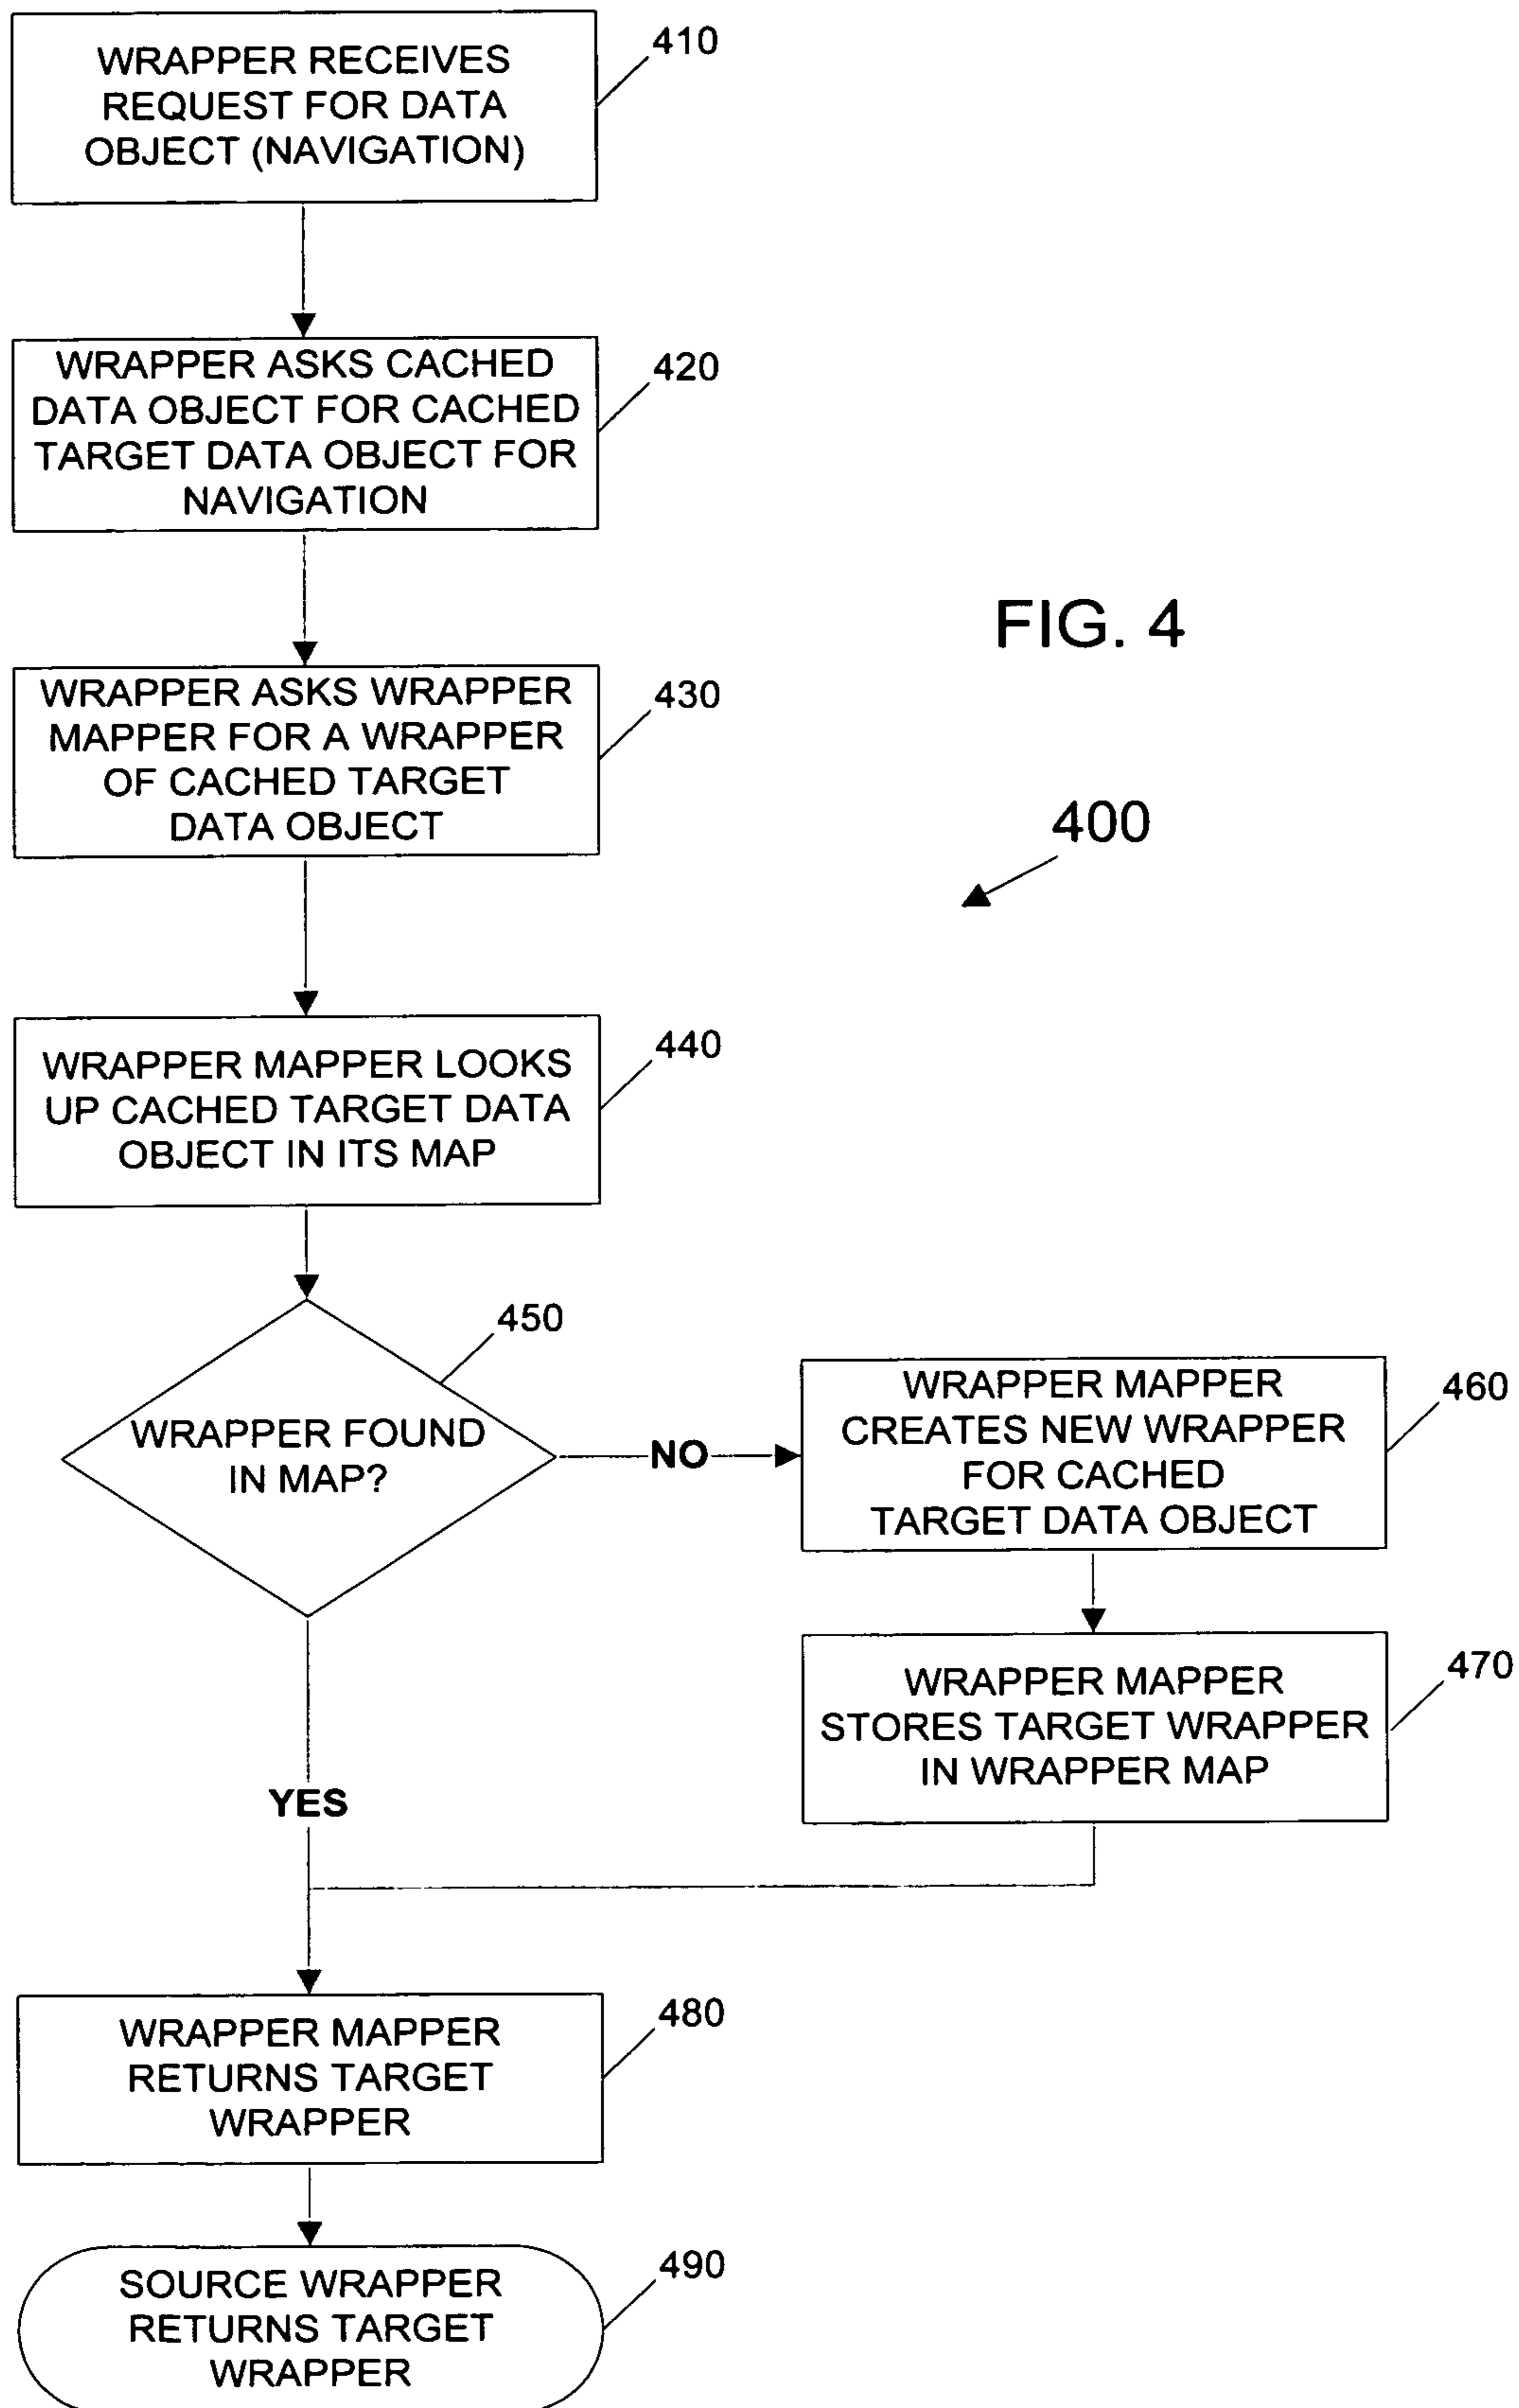 WRAPPER RECEIVES
REQUEST FOR DATA
OBJECT (NAVIGATION)
410
WRAPPER ASKS CACHED
DATA OBJECT FOR CACHED
TARGET DATA OBJECT FOR
NAVIGATION
420
FIG. 4
WRAPPER ASKS WRAPPER
MAPPER FOR A WRAPPER
OF CACHED TARGET
DATA OBJECT
430
400
WRAPPER MAPPER LOOKS
UP CACHED TARGET DATA
OBJECT IN ITS MAP
440
WRAPPER FOUND
IN MAP?
450
NO
WRAPPER MAPPER
CREATES NEW WRAPPER
FOR CACHED
TARGET DATA OBJECT
460
WRAPPER MAPPER
STORES TARGET WRAPPER
IN WRAPPER MAP
470
YES
WRAPPER MAPPER
RETURNS TARGET
WRAPPER
480
SOURCE WRAPPER
RETURNS TARGET
WRAPPER
490